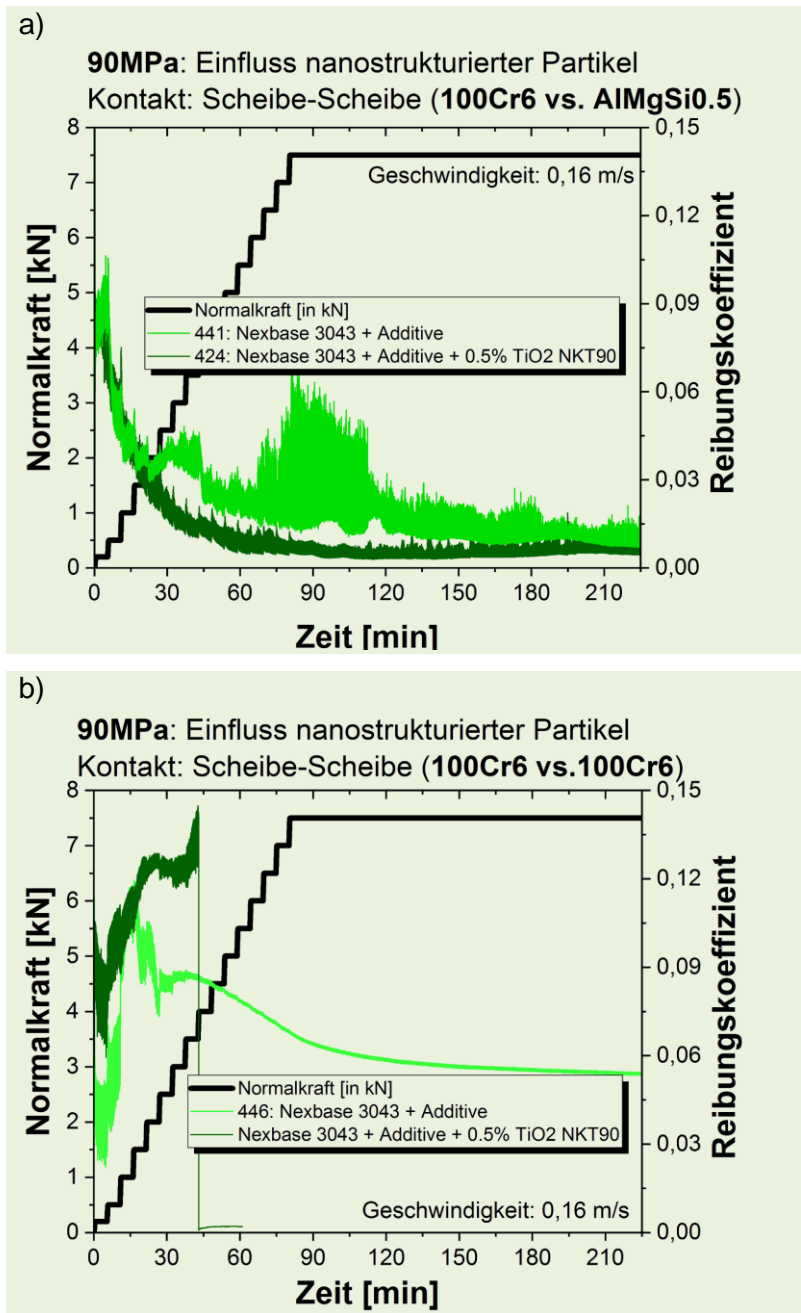 a)
90MPa: Einfluss nanostrukturierter Partikel
Kontakt: Scheibe-Scheibe (100Cr6 vs. AlMgSi0.5)
8
7
6
5
4
3
2
1
0
Normalkraft [kN]
Geschwindigkeit: 0,16 m/s
Normalkraft [in kN]
441: Nexbase 3043 + Additive
424: Nexbase 3043 + Additive + 0.5% TiO2 NKT90
0,15
0,12
0,09
0,06
0,03
0,00
Reibungskoeffizient
0 30 60 90 120 150 180 210
Zeit [min]
b)
90MPa: Einfluss nanostrukturierter Partikel
Kontakt: Scheibe-Scheibe (100Cr6 vs.100Cr6)
8
7
6
5
4
3
2
1
0
Normalkraft [kN]
Normalkraft [in kN]
446: Nexbase 3043 + Additive
Nexbase 3043 + Additive + 0.5% TiO2 NKT90
Geschwindigkeit: 0,16 m/s
0,15
0,12
0,09
0,06
0,03
0,00
Reibungskoeffizient
0 30 60 90 120 150 180 210
Zeit [min]